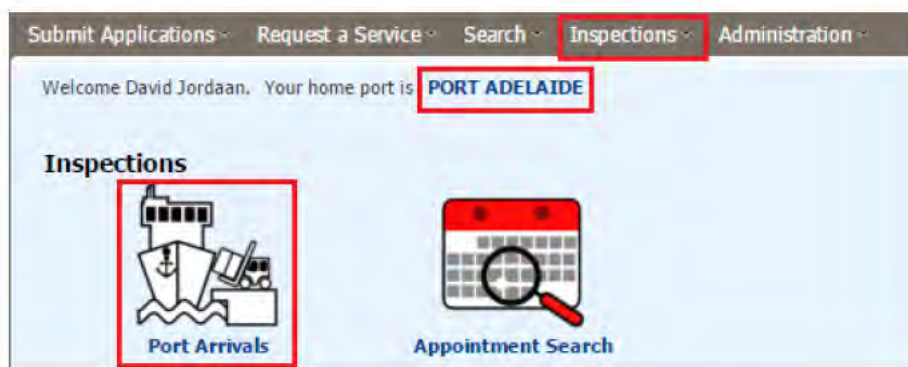 Submit Applications Request a Service Search Inspections Administration
Welcome David Jordaan. Your home port is PORT ADELAIDE
Inspections
Port Arrivals Appointment Search